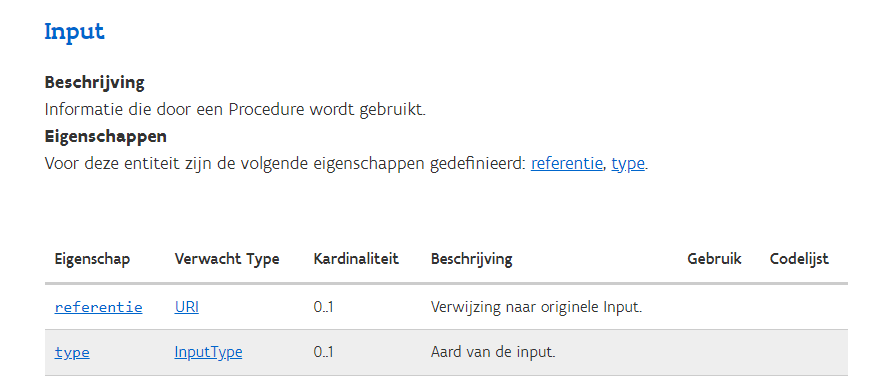 Input
Beschrijving
Informatie die door een Procedure wordt gebruikt.
Eigenschappen
Voor deze entiteit zijn de volgende eigenschappen gedefinieerd: referentie, type.
Eigenschap Verwacht Type Kardinaliteit Beschrijving Gebruik Codelijst
referentie URI 0..1 Verwijzing naar originele Input.
type InputType 0..1 Aard van de input.